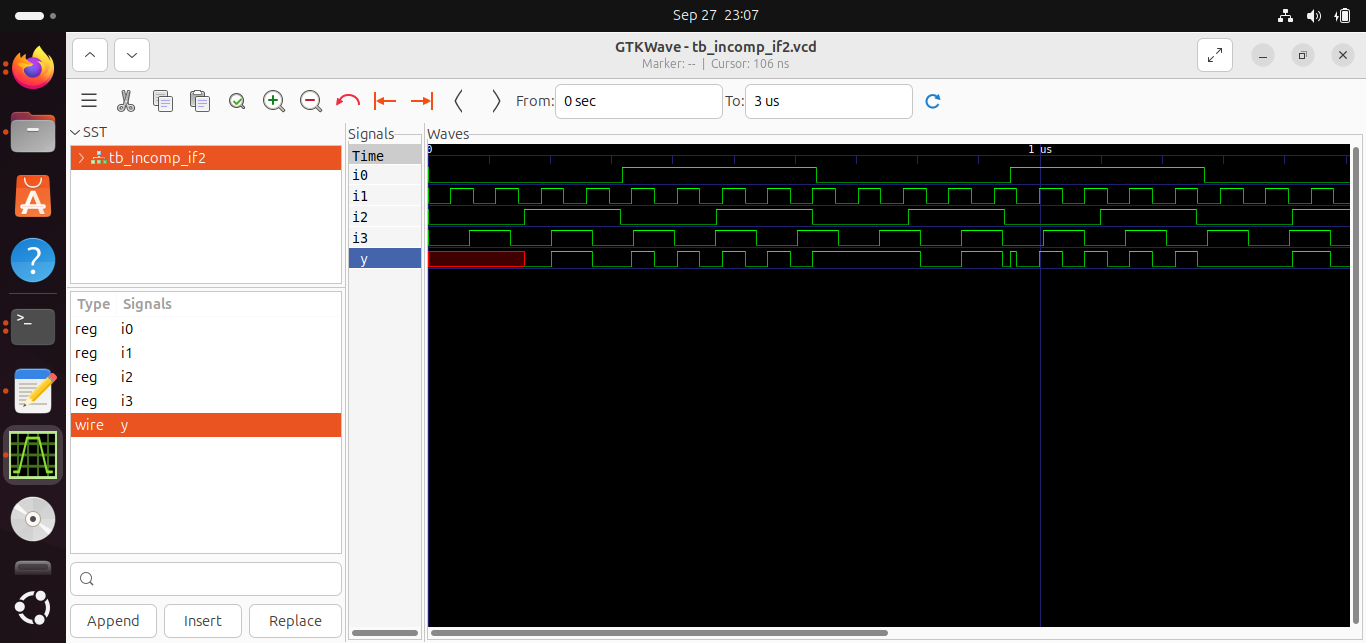 Sep 27 23:07
GTKWave - tb_incomp_if2.vcd
Marker: -- | Cursor: 106 ns
From: 0 sec To: 3 us
SST
tb_incomp_if2
Type Signals
reg i0
reg i1
reg i2
reg i3
wire y
Append Insert Replace
Signals
Time
i0
i1
i2
i3
y
Waves
0 1 us